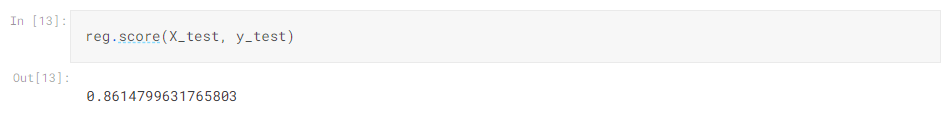 In [13]:
reg.score(X_test, y_test)
Out[13]:
0.8614799631765803